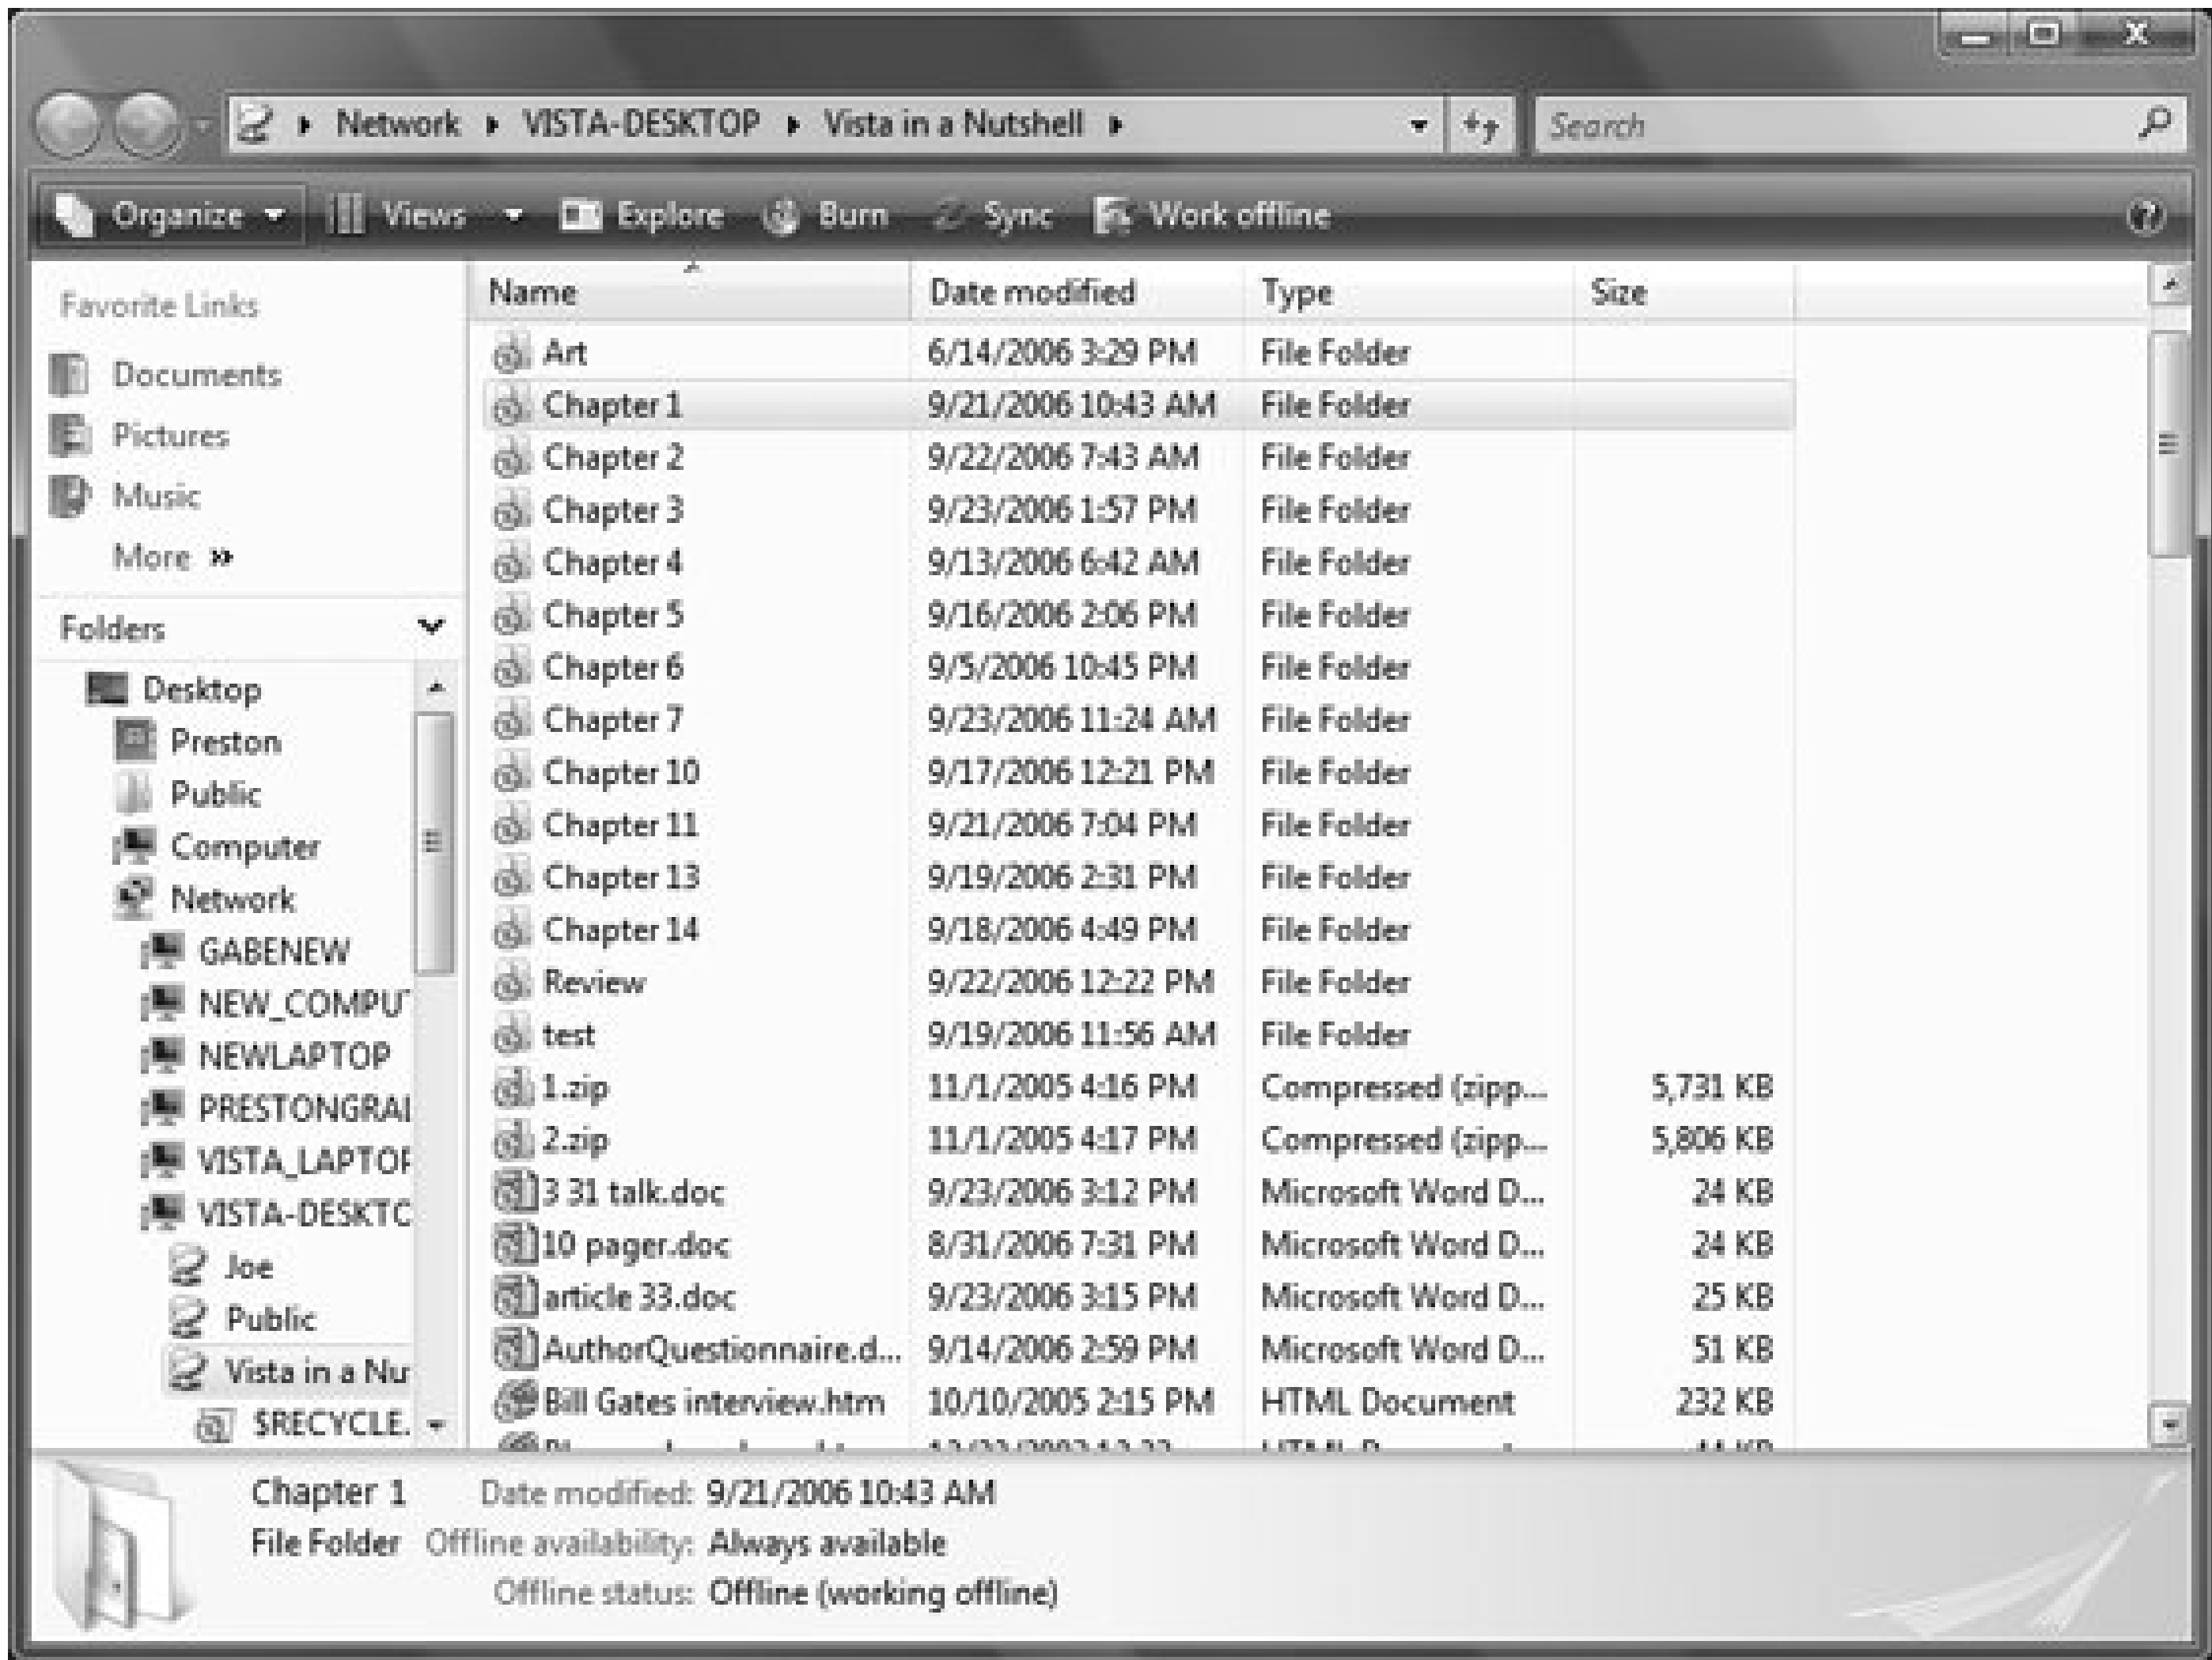 Network VISTA-DESKTOP Vista in a Nutshell Search
Organize Views Explore Burn Sync Work offline
Favorite Links
Documents
Pictures
Music
More
Folders
Desktop
Preston
Public
Computer
Network
GABENEW
NEW_COMPUT
NEWLAPTOP
PRESTONGRAL
VISTA_LAPTOP
VISTA-DESKTO
Joe
Public
Vista in a Nu
$RECYCLE.
Name Date modified Type Size
Art 6/14/2006 3:29 PM File Folder
Chapter 1 9/21/2006 10:43 AM File Folder
Chapter 2 9/22/2006 7:43 AM File Folder
Chapter 3 9/23/2006 1:57 PM File Folder
Chapter 4 9/13/2006 6:42 AM File Folder
Chapter 5 9/16/2006 2:06 PM File Folder
Chapter 6 9/5/2006 10:45 PM File Folder
Chapter 7 9/23/2006 11:24 AM File Folder
Chapter 10 9/17/2006 12:21 PM File Folder
Chapter 11 9/21/2006 7:04 PM File Folder
Chapter 13 9/19/2006 2:31 PM File Folder
Chapter 14 9/18/2006 4:49 PM File Folder
Review 9/22/2006 12:22 PM File Folder
test 9/19/2006 11:56 AM File Folder
1.zip 11/1/2005 4:16 PM Compressed (zipp... 5,731 KB
2.zip 11/1/2005 4:17 PM Compressed (zipp... 5,806 KB
3 31 talk.doc 9/23/2006 3:12 PM Microsoft Word D... 24 KB
10 pager.doc 8/31/2006 7:31 PM Microsoft Word D... 24 KB
article 33.doc 9/23/2006 3:15 PM Microsoft Word D... 25 KB
AuthorQuestionnaire.d... 9/14/2006 2:59 PM Microsoft Word D... 51 KB
Bill Gates interview.htm 10/10/2005 2:15 PM HTML Document 232 KB
Chapter 1 Date modified: 9/21/2006 10:43 AM
File Folder Offline availability: Always available
Offline status: Offline (working offline)